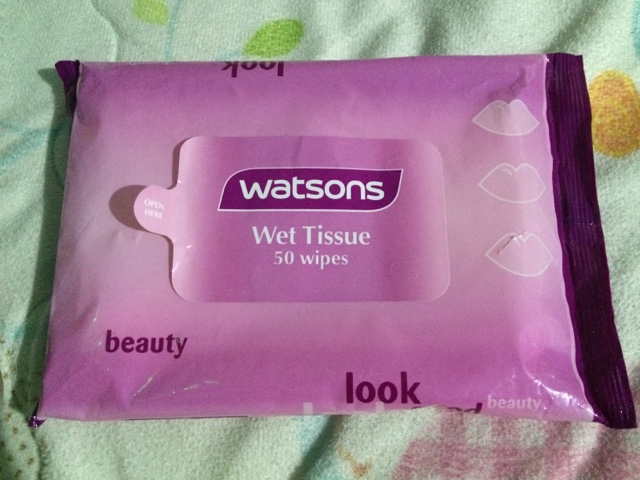 look
watsons
OPEN
HERE
Wet Tissue
50 wipes
beauty
look
beauty